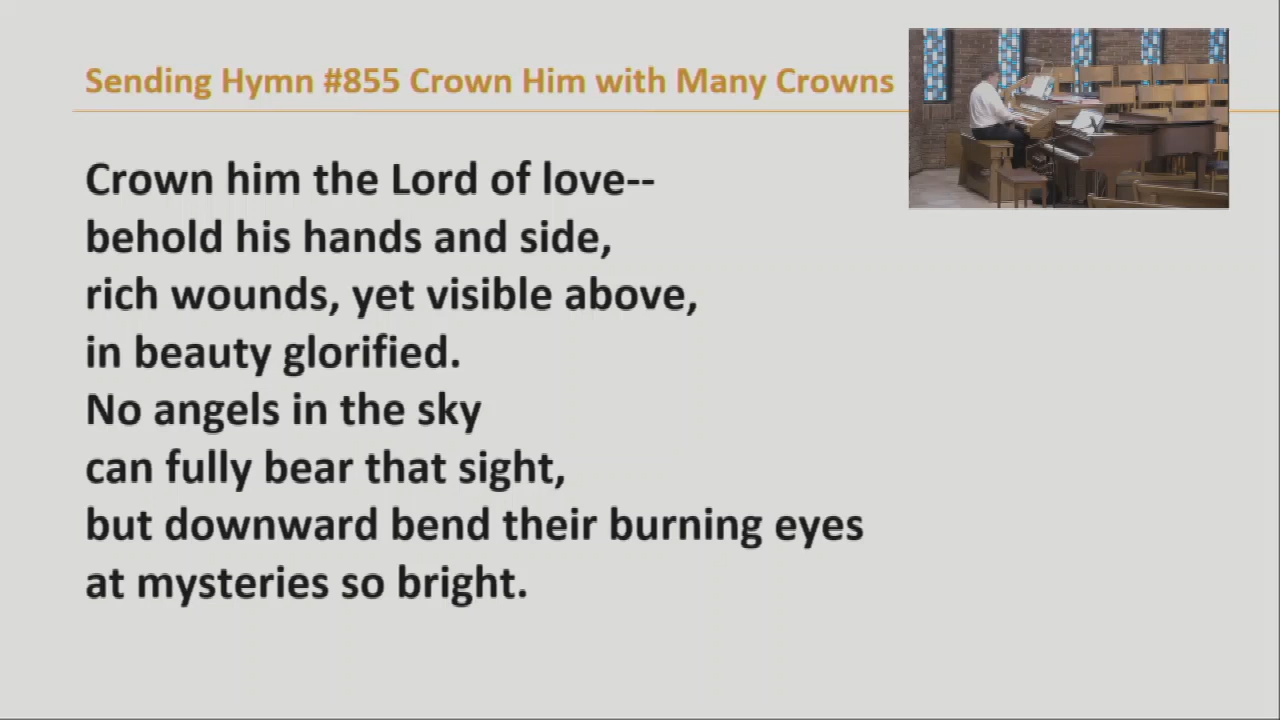 Sending Hymn #855 Crown Him with Many Crowns
Crown him the Lord of love--
behold his hands and side,
rich wounds, yet visible above,
in beauty glorified.
No angels in the sky
can fully bear that sight,
but downward bend their burning eyes
at mysteries so bright.